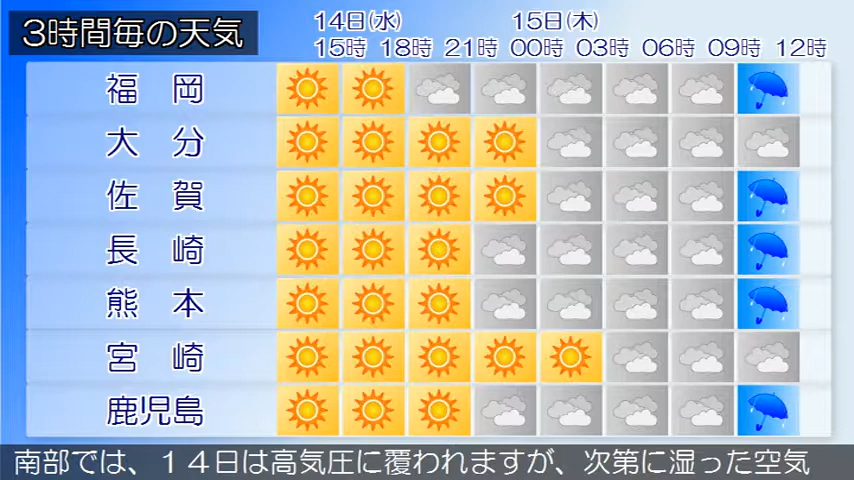 3時間毎の天気
14日(水) 15日(木)
15時 18時 21時 00時 03時 06時 09時 12時
福岡
大分
佐賀
長崎
熊本
宮崎
鹿児島
南部では、１４日は高気圧に覆われますが、次第に湿った空気